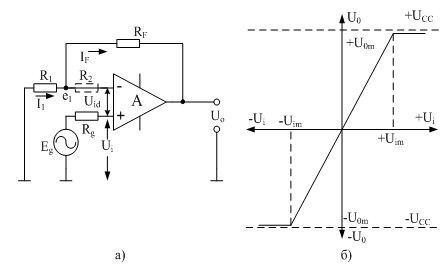 R_F
I_F
R_1
R_2
I_1
e_1
U_id
-
A
+
R_g
E_g
U_i
U_o
а)
U_0
+U_CC
+U_0m
-U_i
-U_im
+U_i
+U_im
-U_0m
-U_CC
-U_0
б)